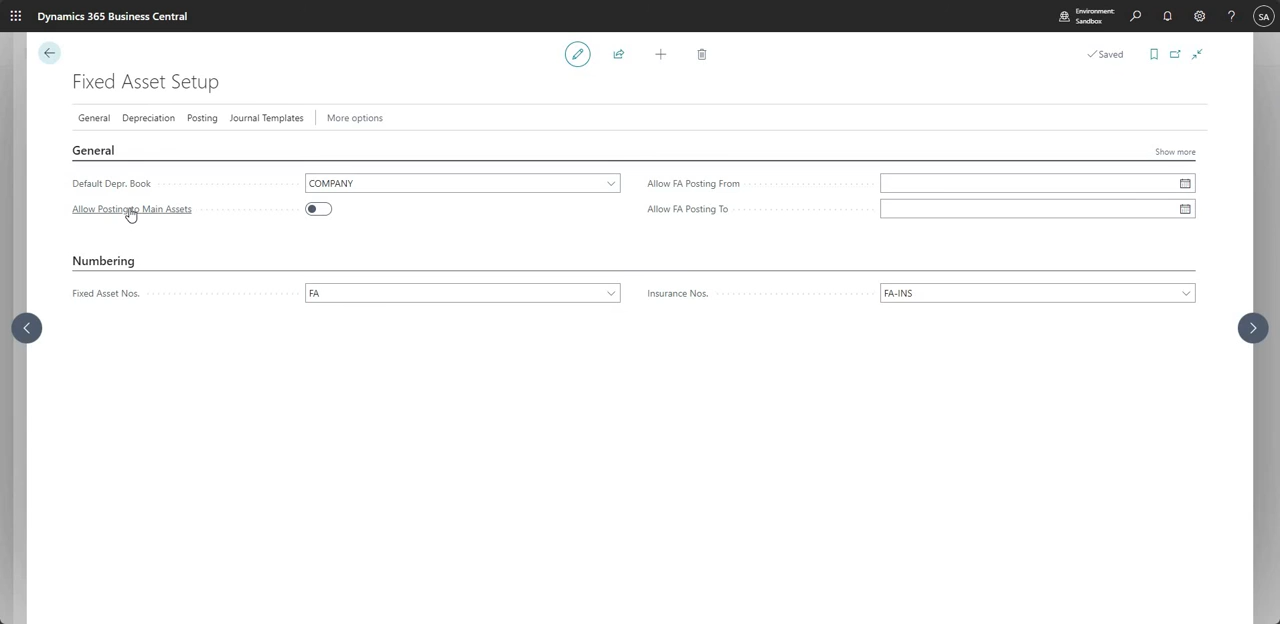 Dynamics 365 Business Central
Environment:
Sandbox
?
SA
Saved
Fixed Asset Setup
General Depreciation Posting Journal Templates More options
General
Show more
Default Depr. Book COMPANY Allow FA Posting From
Allow Posting to Main Assets Allow FA Posting To
Numbering
Fixed Asset Nos. FA Insurance Nos. FA-INS